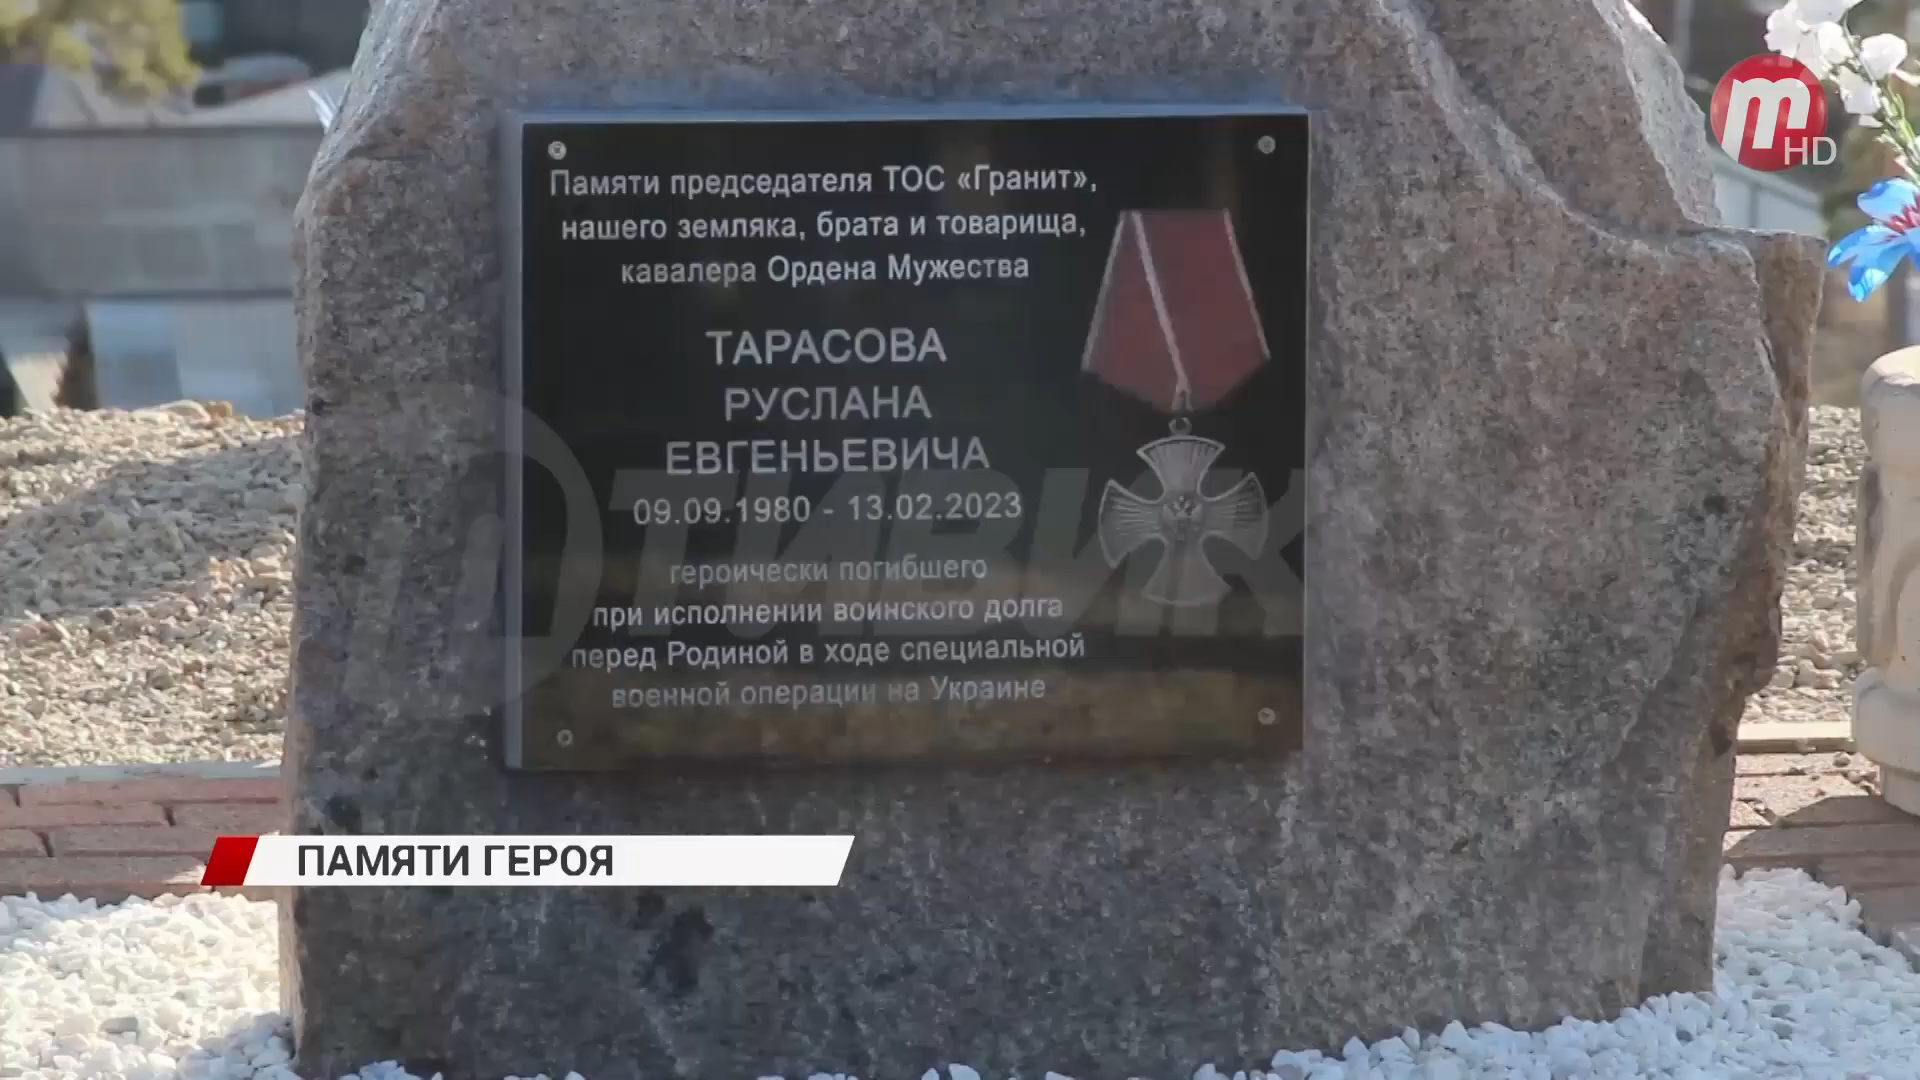 Памяти председателя ТОС «Гранит»,
нашего земляка, брата и товарища,
кавалера Ордена Мужества
ТАРАСОВА
РУСЛАНА
ЕВГЕНЬЕВИЧА
09.09.1980 - 13.02.2023
героически погибшего
при исполнении воинского долга
перед Родиной в ходе специальной
военной операции на Украине
m HD
ТИВИК
ПАМЯТИ ГЕРОЯ